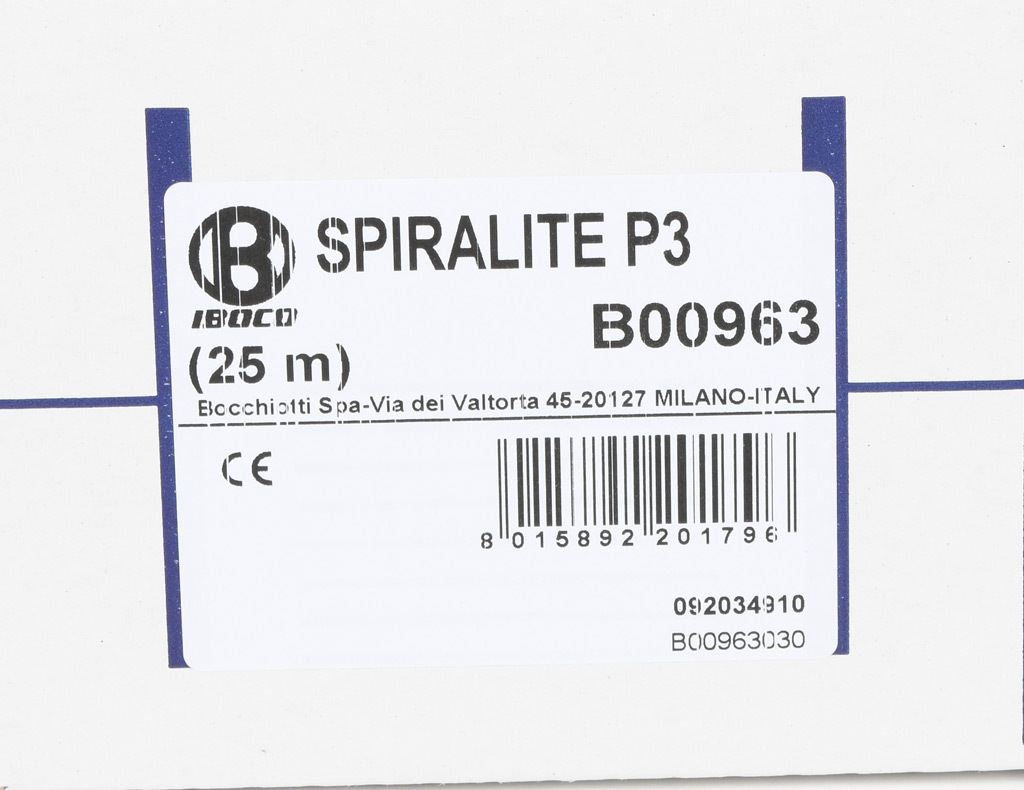 SPIRALITE P3
IBOCO
B00963
(25 m)
Bocchiotti Spa-Via dei Valtorta 45-20127 MILANO-ITALY
CE
8 015892 201796
092034910
B00963030